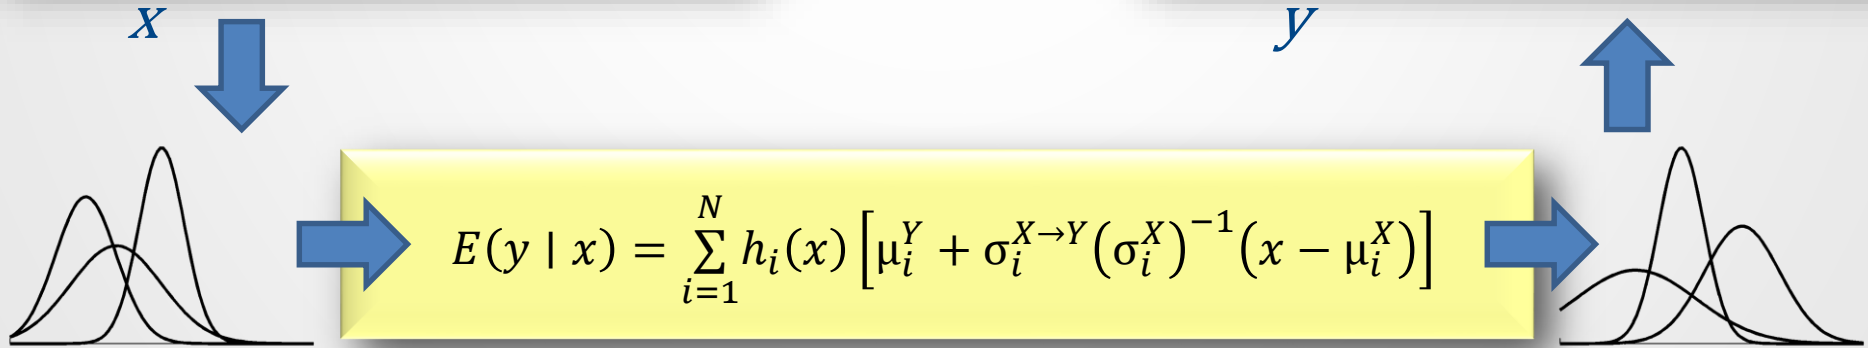 x y
E(y | x) = ∑_{i=1}^{N} h_i(x) [μ_i^Y + σ_i^{X→Y}(σ_i^X)^{-1}(x − μ_i^X)]